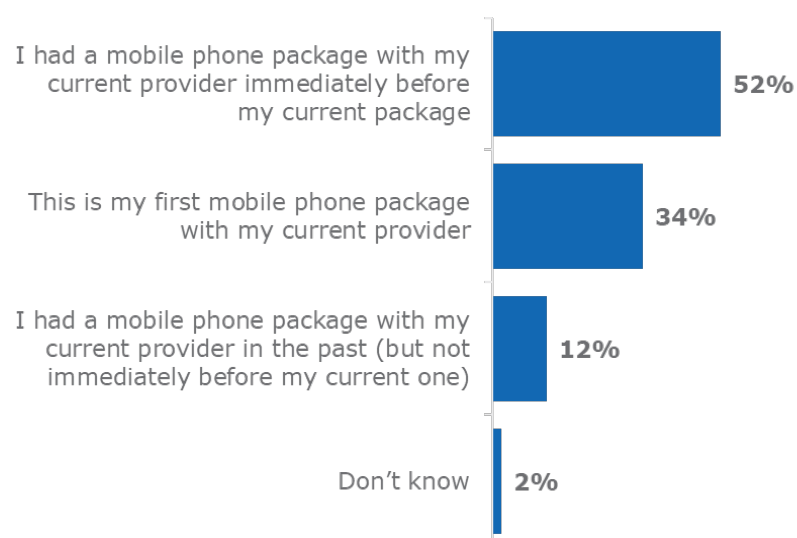 I had a mobile phone package with my
current provider immediately before
my current package
52%
This is my first mobile phone package
with my current provider
34%
I had a mobile phone package with my
current provider in the past (but not
immediately before my current one)
12%
Don’t know
2%